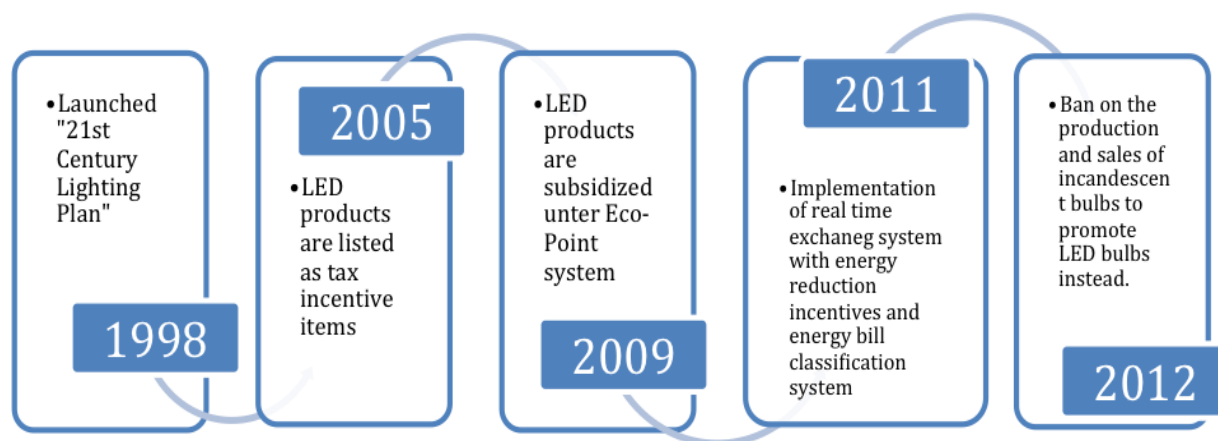 •Launched
"21st
Century
Lighting
Plan"
1998
2005
•LED
products
are listed
as tax
incentive
items
•LED
products
are
subsidized
unter Eco-
Point
system
2009
2011
•Implementation
of real time
exchaneg system
with energy
reduction
incentives and
energy bill
classification
system
•Ban on the
production
and sales of
incandescen
t bulbs to
promote
LED bulbs
instead.
2012